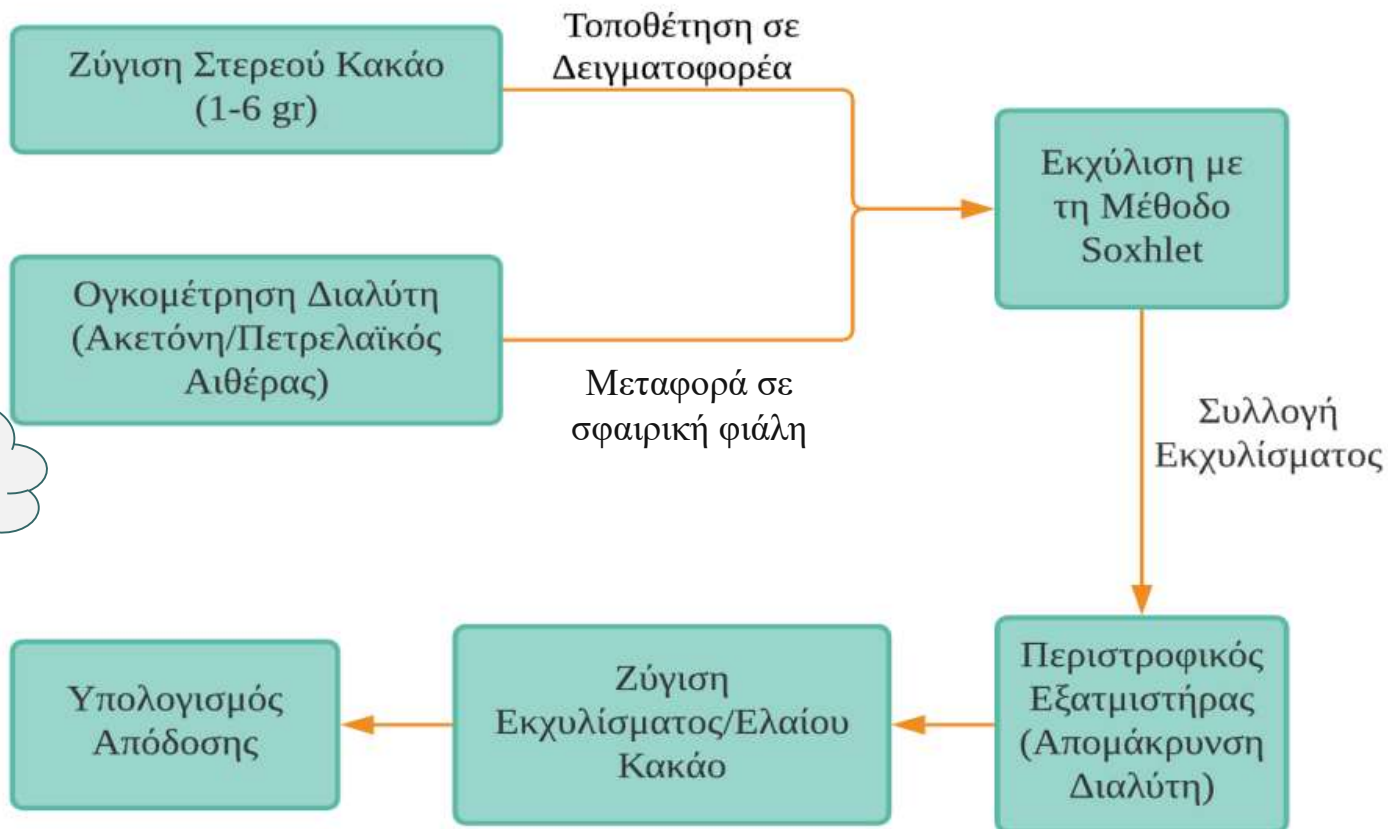 Ζύγιση Στερεού Κακάο
(1-6 gr)
Τοποθέτηση σε
Δειγματοφορέα
Ογκομέτρηση Διαλύτη
(Ακετόνη/Πετρελαϊκός
Αιθέρας)
Μεταφορά σε
σφαιρική φιάλη
Εκχύλιση με
τη Μέθοδο
Soxhlet
Συλλογή
Εκχυλίσματος
Περιστροφικός
Εξατμιστήρας
(Απομάκρυνση
Διαλύτη)
Ζύγιση
Εκχυλίσματος/Ελαίου
Κακάο
Υπολογισμός
Απόδοσης